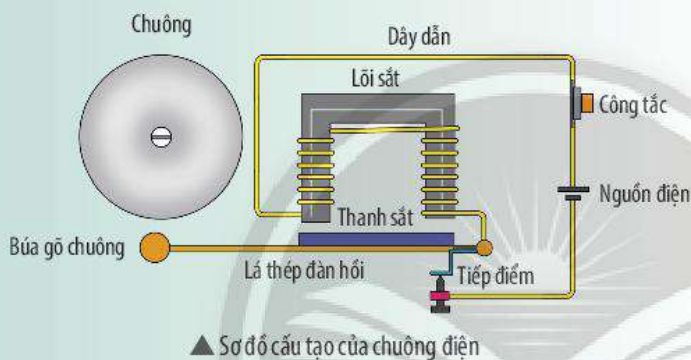 Chuông
Dây dẫn
Lõi sắt
Công tắc
Nguồn điện
Thanh sắt
Búa gõ chuông
Lá thép đàn hồi
Tiếp điểm
▲ Sơ đồ cấu tạo của chuông điện